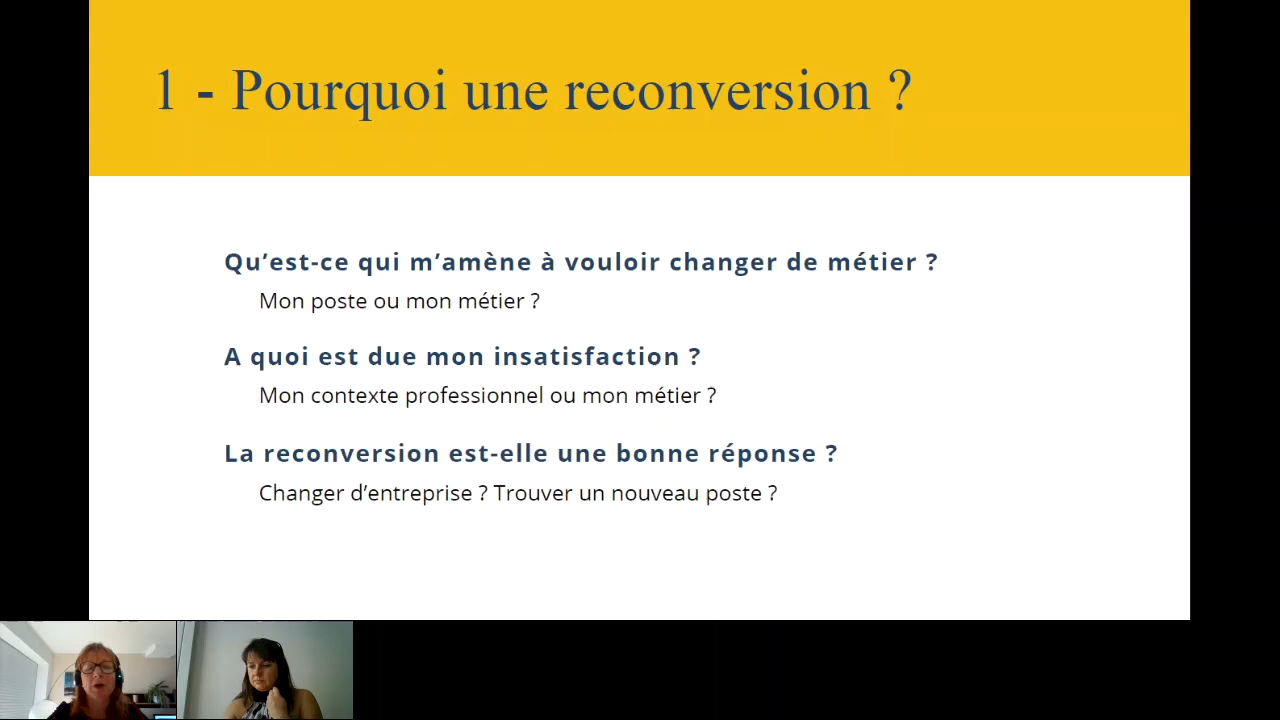 1 - Pourquoi une reconversion ?
Qu’est-ce qui m’amène à vouloir changer de métier ?
Mon poste ou mon métier ?
A quoi est due mon insatisfaction ?
Mon contexte professionnel ou mon métier ?
La reconversion est-elle une bonne réponse ?
Changer d’entreprise ? Trouver un nouveau poste ?